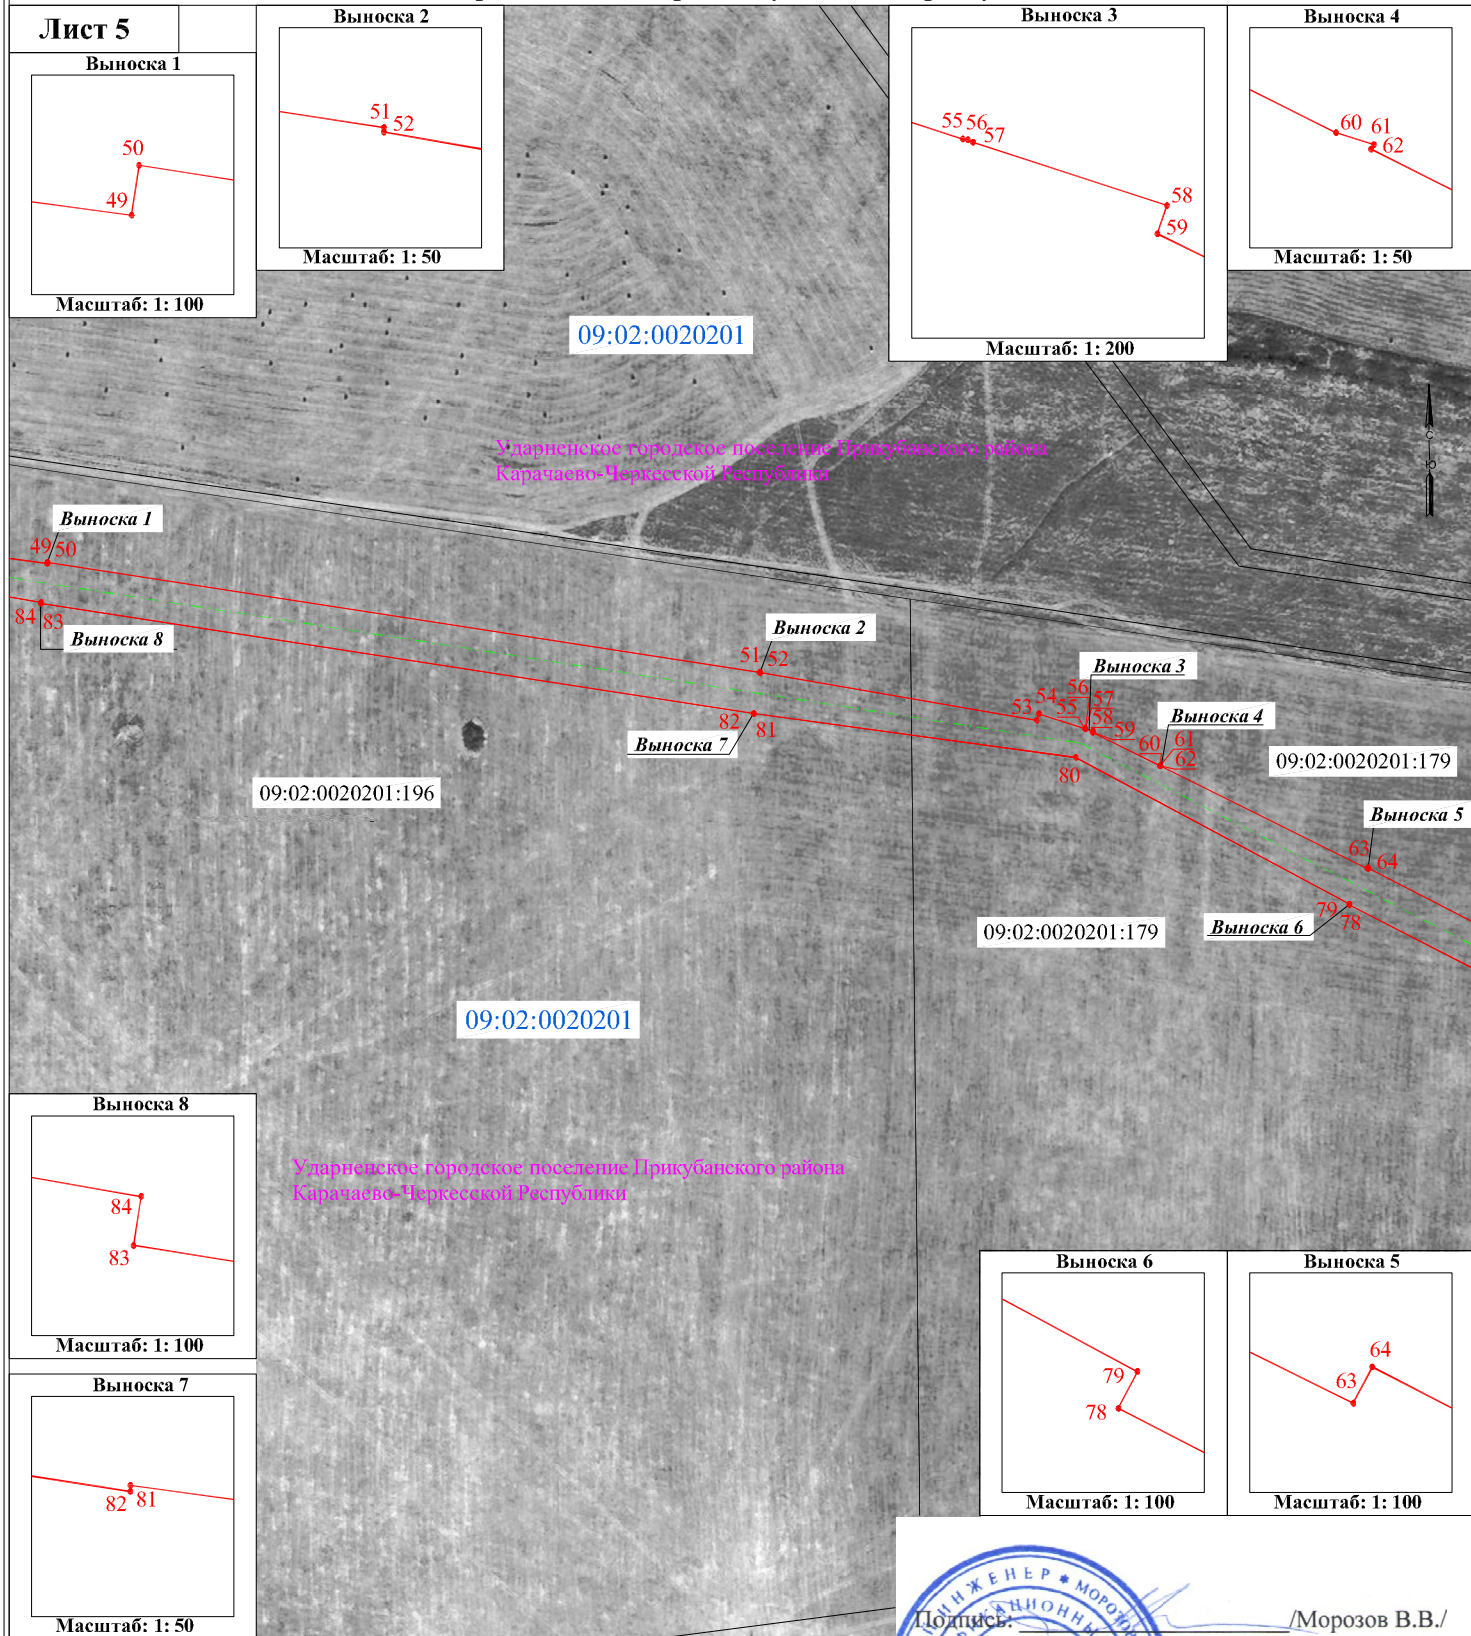 Лист 5
Выноска 1
50
49
Масштаб: 1: 100
Выноска 2
51
52
Масштаб: 1: 50
Выноска 3
55 56 57
58
59
Масштаб: 1: 200
Выноска 4
60 61
62
Масштаб: 1: 50
09:02:0020201
Ударненское городское поселение Прикубанского района
Карачаево-Черкесской Республики
С
Ю
Выноска 1
49 50
84 83
Выноска 8
Выноска 2
51 52
Выноска 3
53 54
56 57
55 58
59
Выноска 4
60 61
62
82 81
Выноска 7
80
09:02:0020201:179
09:02:0020201:196
Выноска 5
63 64
79
78
Выноска 6
09:02:0020201:179
09:02:0020201
Выноска 8
84
83
Масштаб: 1: 100
Ударненское городское поселение Прикубанского района
Карачаево-Черкесской Республики
Выноска 6
79
78
Масштаб: 1: 100
Выноска 5
64
63
Масштаб: 1: 100
Выноска 7
82 81
Масштаб: 1: 50
ИНЖЕНЕР * МОРОЗОВ
Подпись: /Морозов В.В./